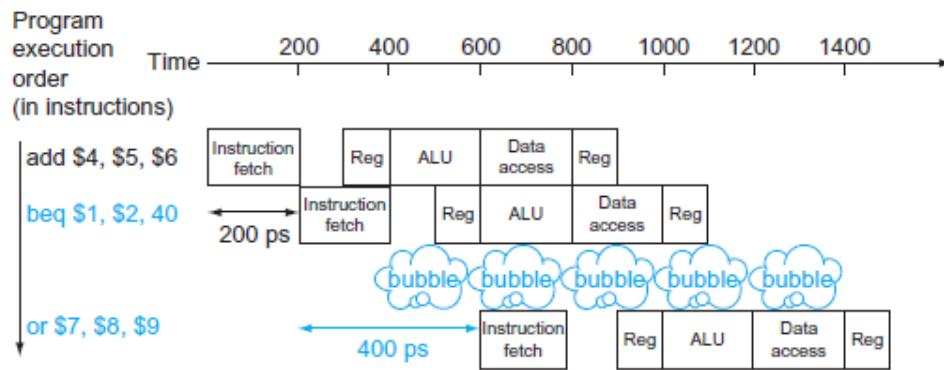 Program
execution
order
(in instructions)
Time
200 400 600 800 1000 1200 1400
add $4, $5, $6
Instruction
fetch
Reg
ALU
Data
access
Reg
beq $1, $2, 40
200 ps
Instruction
fetch
Reg
ALU
Data
access
Reg
bubble bubble bubble bubble bubble
or $7, $8, $9
400 ps
Instruction
fetch
Reg
ALU
Data
access
Reg